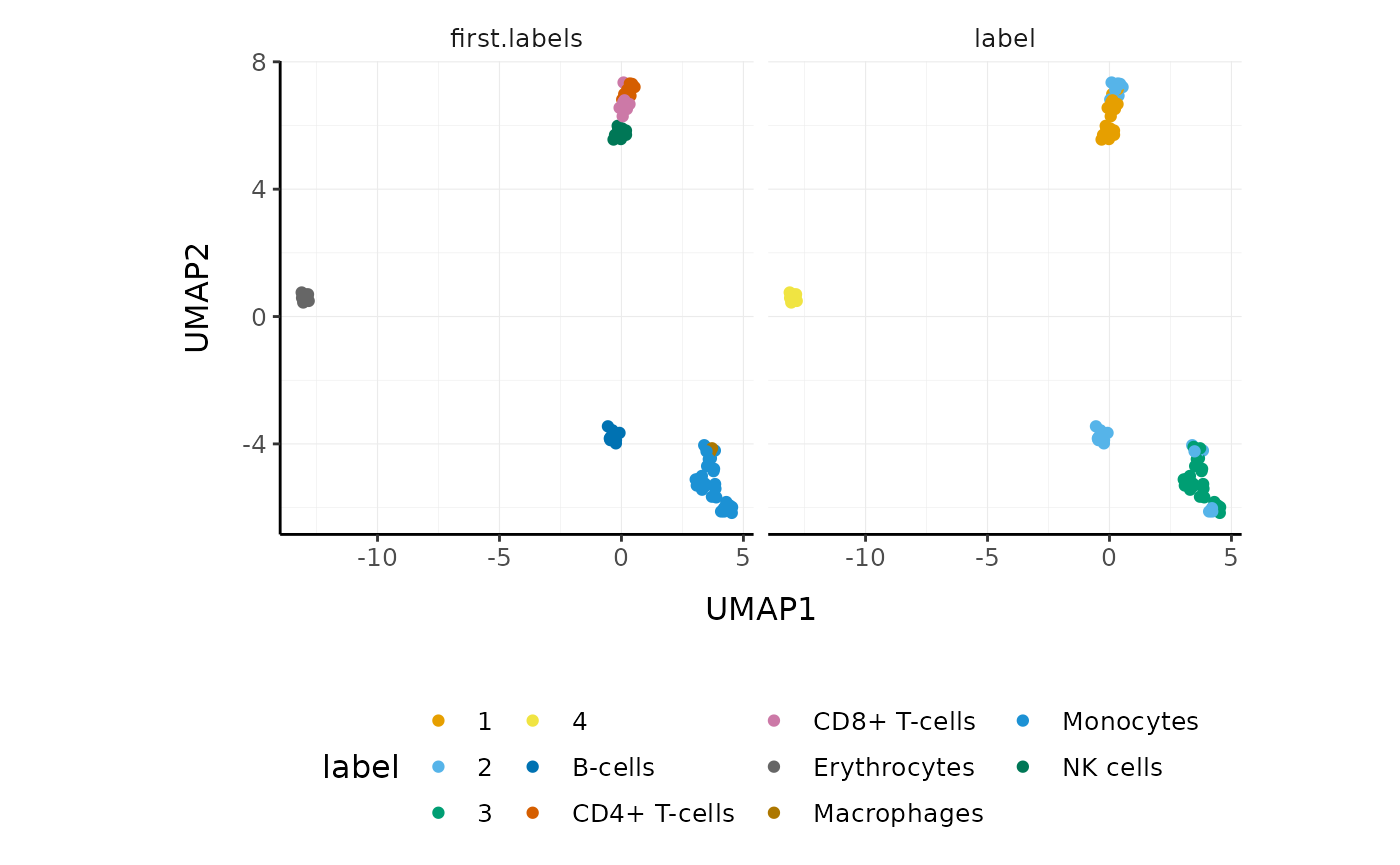 first.labels label
8
4
0
-4
UMAP2
-10 -5 0 5 -10 -5 0 5
UMAP1
1 4 CD8+ T-cells Monocytes
label 2 B-cells Erythrocytes NK cells
3 CD4+ T-cells Macrophages